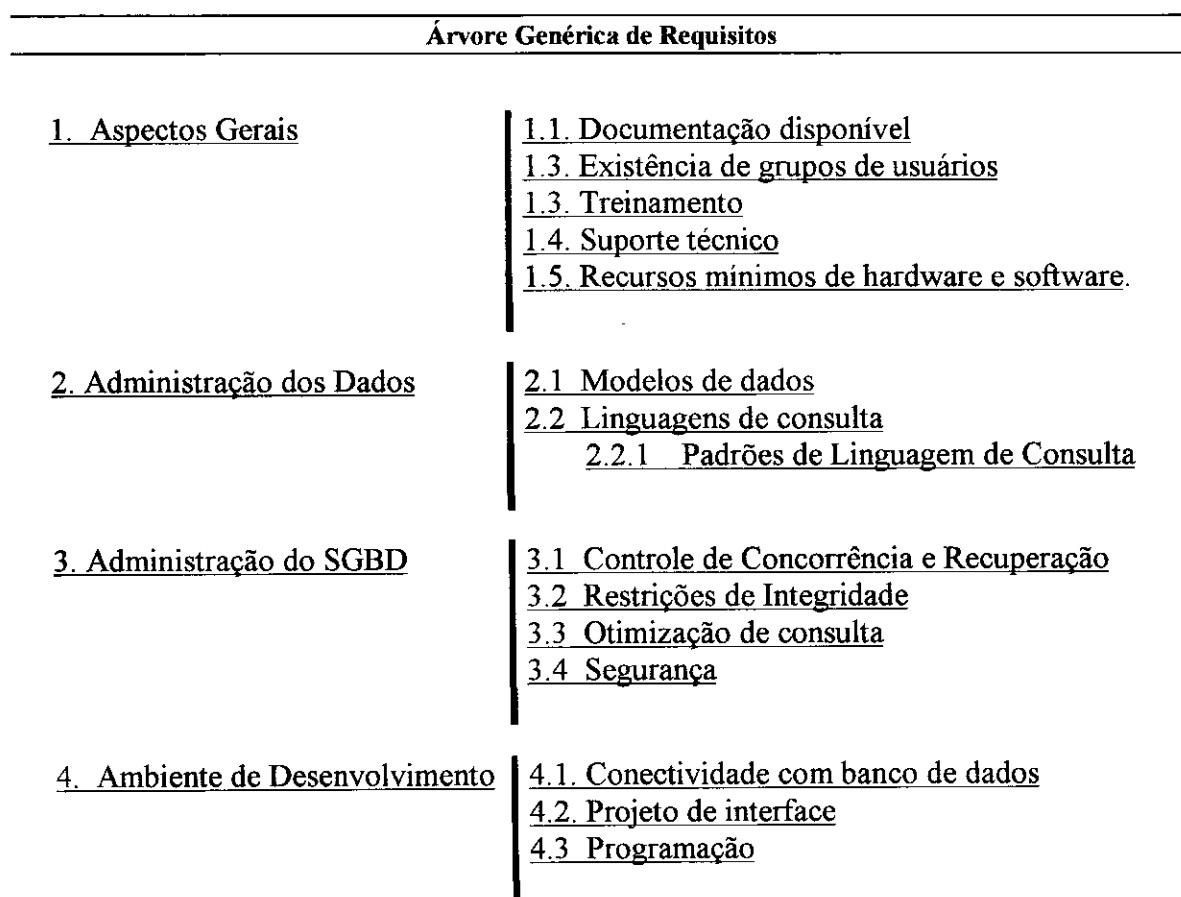 Árvore Genérica de Requisitos
1. Aspectos Gerais
1.1. Documentação disponível
1.3. Existência de grupos de usuários
1.3. Treinamento
1.4. Suporte técnico
1.5. Recursos mínimos de hardware e software.
2. Administração dos Dados
2.1 Modelos de dados
2.2 Linguagens de consulta
2.2.1 Padrões de Linguagem de Consulta
3. Administração do SGBD
3.1 Controle de Concorrência e Recuperação
3.2 Restrições de Integridade
3.3 Otimização de consulta
3.4 Segurança
4. Ambiente de Desenvolvimento
4.1. Conectividade com banco de dados
4.2. Projeto de interface
4.3 Programação